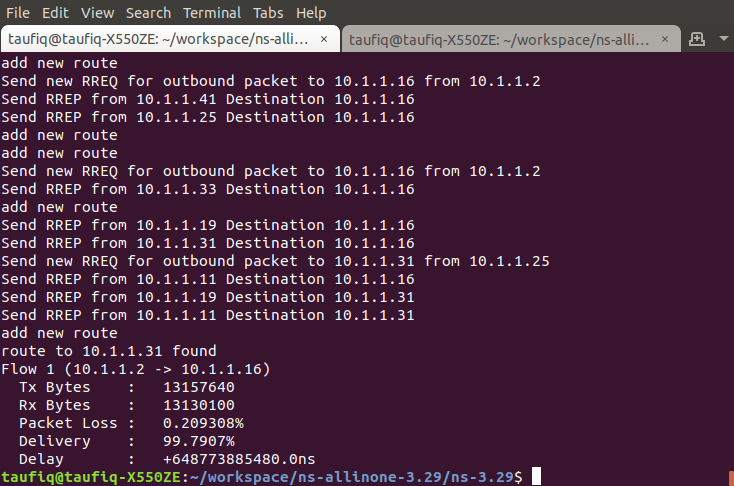 File Edit View Search Terminal Tabs Help
taufiq@taufiq-X550ZE: ~/workspace/ns-alli... × taufiq@taufiq-X550ZE: ~/workspace/ns-alli... ×
add new route
Send new RREQ for outbound packet to 10.1.1.16 from 10.1.1.2
Send RREP from 10.1.1.41 Destination 10.1.1.16
Send RREP from 10.1.1.25 Destination 10.1.1.16
add new route
add new route
Send new RREQ for outbound packet to 10.1.1.16 from 10.1.1.2
Send RREP from 10.1.1.33 Destination 10.1.1.16
add new route
Send RREP from 10.1.1.19 Destination 10.1.1.16
Send RREP from 10.1.1.31 Destination 10.1.1.16
Send new RREQ for outbound packet to 10.1.1.31 from 10.1.1.25
Send RREP from 10.1.1.11 Destination 10.1.1.16
Send RREP from 10.1.1.19 Destination 10.1.1.31
Send RREP from 10.1.1.11 Destination 10.1.1.31
add new route
route to 10.1.1.31 found
Flow 1 (10.1.1.2 -> 10.1.1.16)
  Tx Bytes    :   13157640
  Rx Bytes    :   13130100
  Packet Loss :   0.209308%
  Delivery    :   99.7907%
  Delay       :   +648773885480.0ns
taufiq@taufiq-X550ZE:~/workspace/ns-allinone-3.29/ns-3.29$